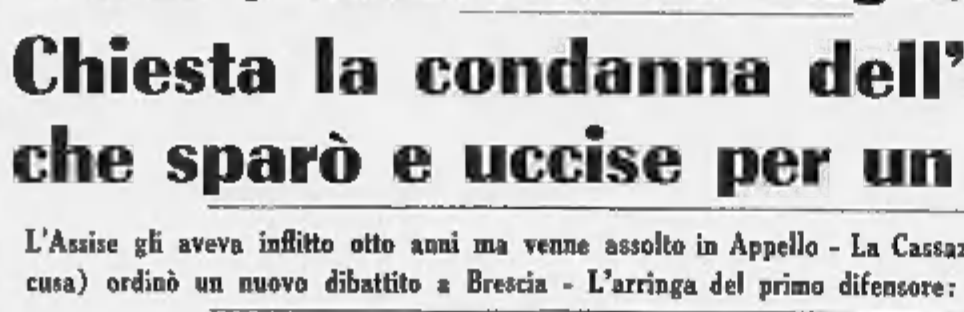 Chiesta la condanna dell'
che sparò e uccise per un
L'Assise gli aveva inflitto otto anni ma venne assolto in Appello - La Cassaz
cusa) ordinò un nuovo dibattito a Brescia - L'arringa del primo difensore: